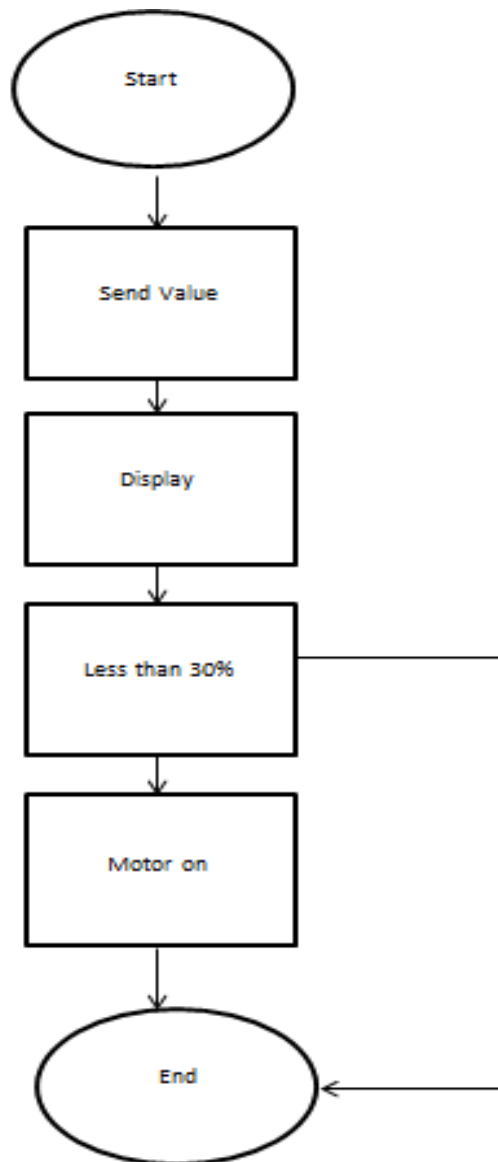 Start
Send Value
Display
Less than 30%
Motor on
End